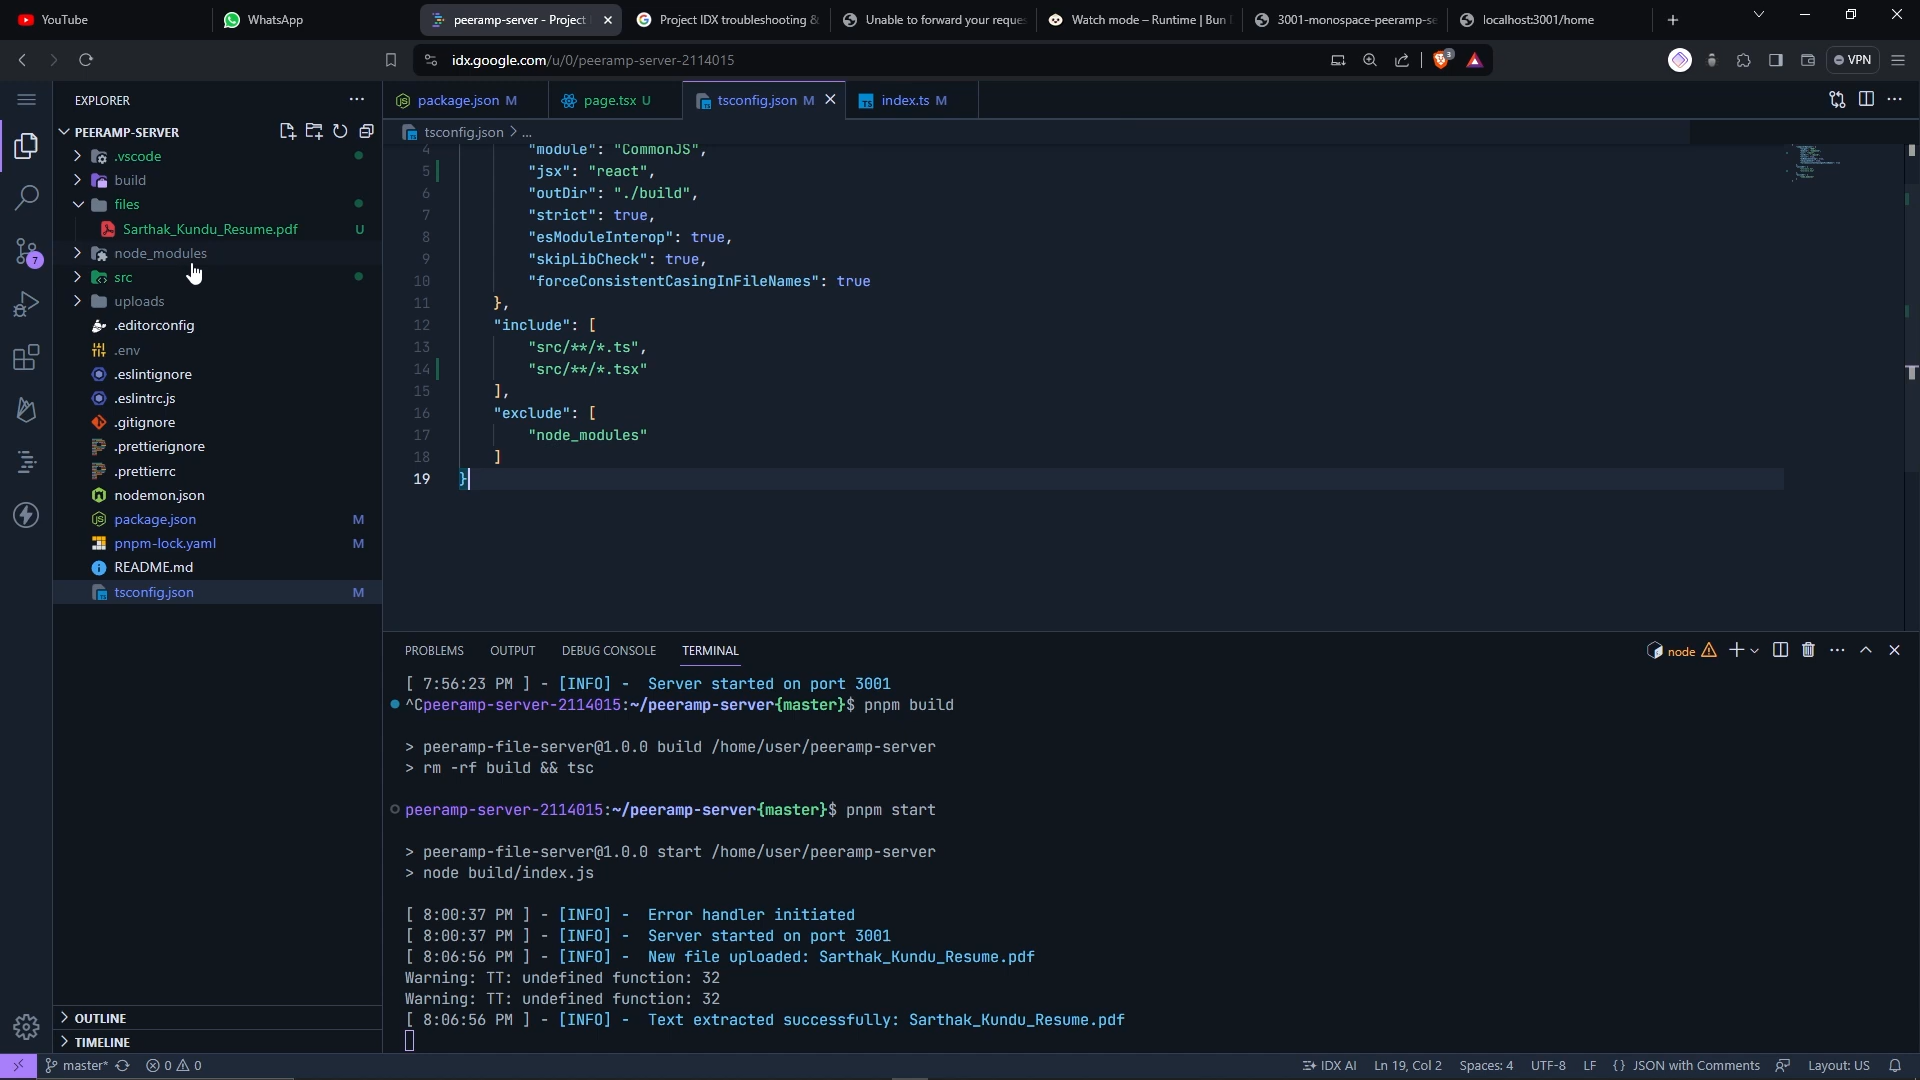 YouTube
WhatsApp
peeramp-server - Project
Project IDX troubleshooting &
Unable to forward your reque
Watch mode – Runtime | Bun
3001-monospace-peeramp-se
localhost:3001/home
idx.google.com/u/0/peeramp-server-2114015
3
VPN
EXPLORER
package.json M
page.tsx U
tsconfig.json M
index.ts M
PEERAMP-SERVER
tsconfig.json > ...
.vscode
build
files
Sarthak_Kundu_Resume.pdf U
node_modules
src
uploads
.editorconfig
.env
.eslintignore
.eslintrc.js
.gitignore
.prettierignore
.prettierrc
nodemon.json
package.json M
pnpm-lock.yaml M
README.md
tsconfig.json M
OUTLINE
TIMELINE
7
4 "module": "CommonJS",
5 "jsx": "react",
6 "outDir": "./build",
7 "strict": true,
8 "esModuleInterop": true,
9 "skipLibCheck": true,
10 "forceConsistentCasingInFileNames": true
11 },
12 "include": [
13 "src/**/*.ts",
14 "src/**/*.tsx"
15 ],
16 "exclude": [
17 "node_modules"
18 ]
19 }
PROBLEMS OUTPUT DEBUG CONSOLE TERMINAL
node
[ 7:56:23 PM ] - [INFO] - Server started on port 3001
^Cpeeramp-server-2114015:~/peeramp-server{master}$ pnpm build
> peeramp-file-server@1.0.0 build /home/user/peeramp-server
> rm -rf build && tsc
peeramp-server-2114015:~/peeramp-server{master}$ pnpm start
> peeramp-file-server@1.0.0 start /home/user/peeramp-server
> node build/index.js
[ 8:00:37 PM ] - [INFO] - Error handler initiated
[ 8:00:37 PM ] - [INFO] - Server started on port 3001
[ 8:06:56 PM ] - [INFO] - New file uploaded: Sarthak_Kundu_Resume.pdf
Warning: TT: undefined function: 32
Warning: TT: undefined function: 32
[ 8:06:56 PM ] - [INFO] - Text extracted successfully: Sarthak_Kundu_Resume.pdf
master* 0 0
IDX AI Ln 19, Col 2 Spaces: 4 UTF-8 LF {} JSON with Comments Layout: US